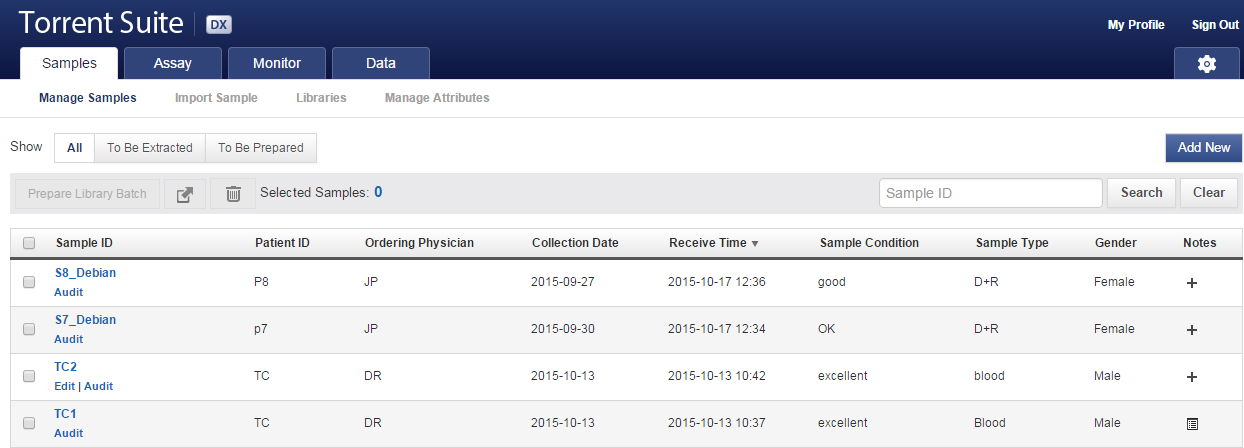 Torrent Suite DX My Profile Sign Out
Samples Assay Monitor Data
Manage Samples Import Sample Libraries Manage Attributes
Show All To Be Extracted To Be Prepared Add New
Prepare Library Batch Selected Samples: 0 Sample ID Search Clear
Sample ID Patient ID Ordering Physician Collection Date Receive Time Sample Condition Sample Type Gender Notes
S8_Debian P8 JP 2015-09-27 2015-10-17 12:36 good D+R Female
Audit
S7_Debian p7 JP 2015-09-30 2015-10-17 12:34 OK D+R Female
Audit
TC2 TC DR 2015-10-13 2015-10-13 10:42 excellent blood Male
Edit | Audit
TC1 TC DR 2015-10-13 2015-10-13 10:37 excellent Blood Male
Audit